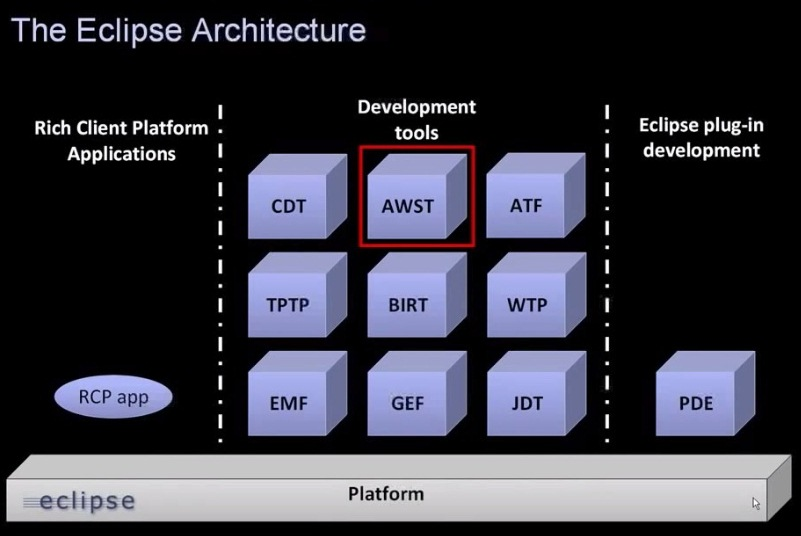 The Eclipse Architecture
Rich Client Platform
Applications
Development
tools
Eclipse plug-in
development
CDT
AWST
ATF
TPTP
BIRT
WTP
RCP app
EMF
GEF
JDT
PDE
eclipse
Platform